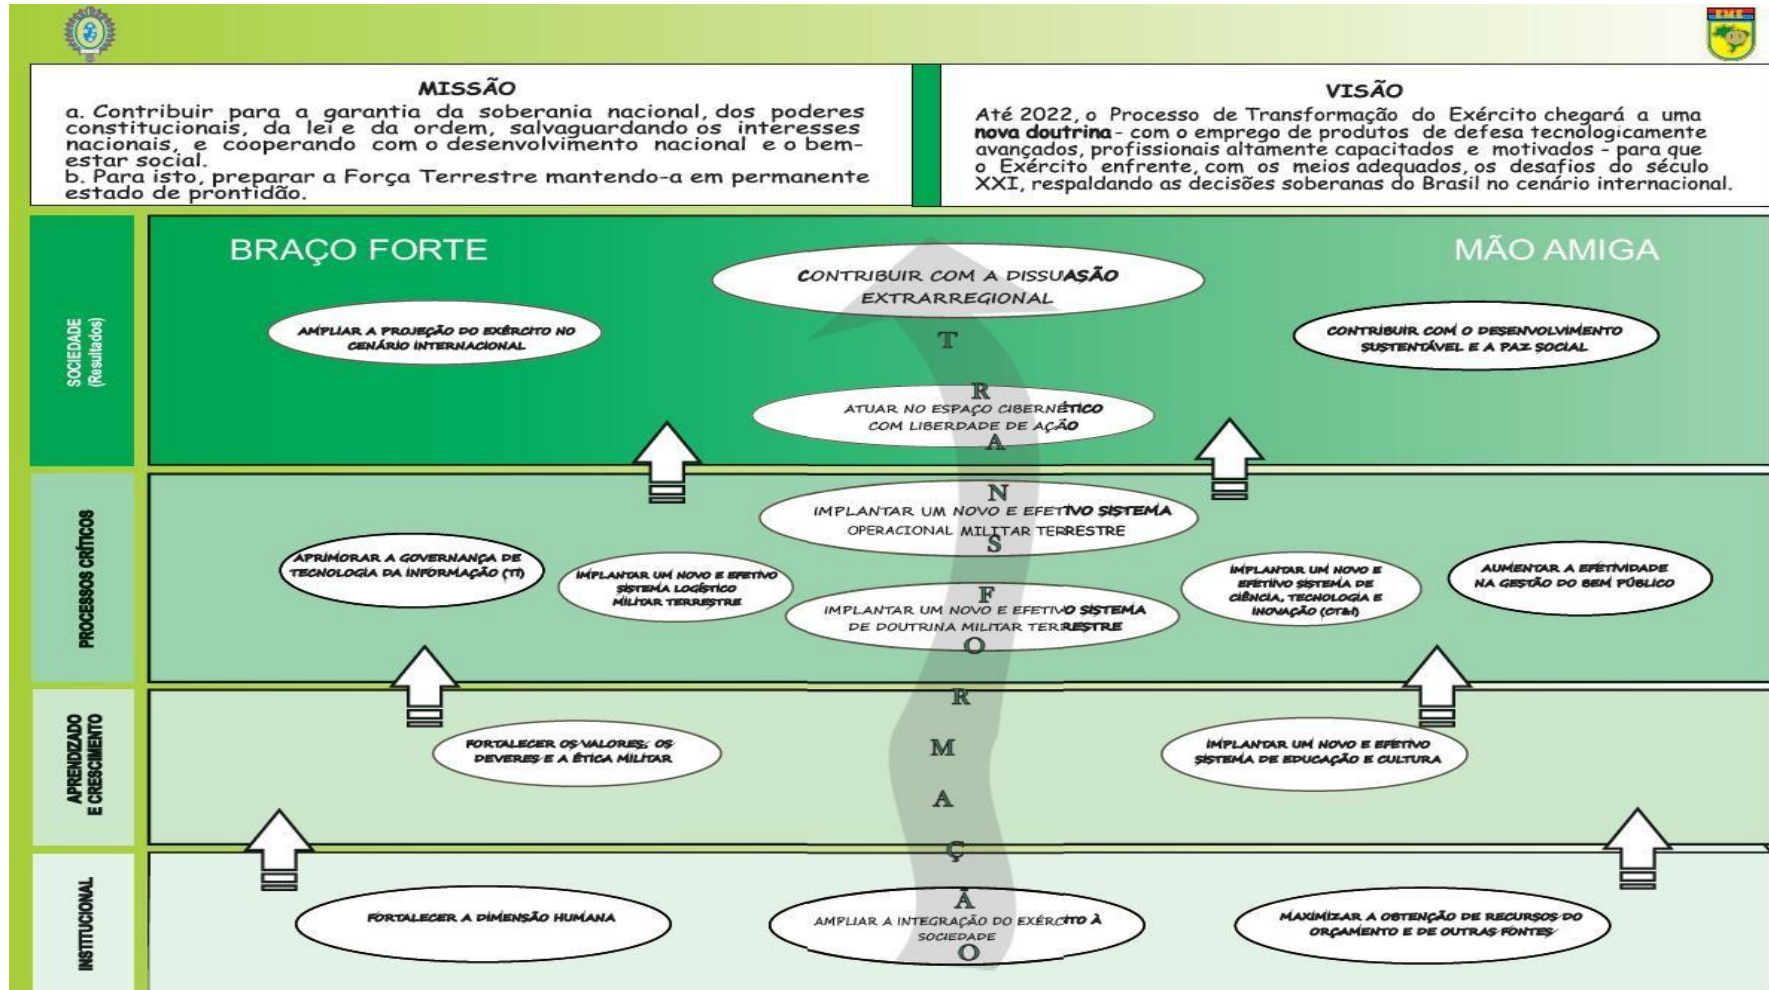 EME
MISSÃO
a. Contribuir para a garantia da soberania nacional, dos poderes
constitucionais, da lei e da ordem, salvaguardando os interesses
nacionais, e cooperando com o desenvolvimento nacional e o bem-
estar social.
b. Para isto, preparar a Força Terrestre mantendo-a em permanente
estado de prontidão.
VISÃO
Até 2022, o Processo de Transformação do Exército chegará a uma
nova doutrina - com o emprego de produtos de defesa tecnologicamente
avançados, profissionais altamente capacitados e motivados - para que
o Exército enfrente, com os meios adequados, os desafios do século
XXI, respaldando as decisões soberanas do Brasil no cenário internacional.
SOCIEDADE
(Resultados)
BRAÇO FORTE
MÃO AMIGA
CONTRIBUIR COM A DISSUASÃO
EXTRARREGIONAL
AMPLIAR A PROJEÇÃO DO EXÉRCITO NO
CENÁRIO INTERNACIONAL
CONTRIBUIR COM O DESENVOLVIMENTO
SUSTENTÁVEL E A PAZ SOCIAL
ATUAR NO ESPAÇO CIBERNÉTICO
COM LIBERDADE DE AÇÃO
TRANSFORMAÇÃO
PROCESSOS CRÍTICOS
IMPLANTAR UM NOVO E EFETIVO SISTEMA
OPERACIONAL MILITAR TERRESTRE
APRIMORAR A GOVERNANÇA DE
TECNOLOGIA DA INFORMAÇÃO (TI)
IMPLANTAR UM NOVO E EFETIVO
SISTEMA LOGÍSTICO
MILITAR TERRESTRE
IMPLANTAR UM NOVO E EFETIVO SISTEMA
DE DOUTRINA MILITAR TERRESTRE
IMPLANTAR UM NOVO E
EFETIIVO SISTEMA DE
CIÊNCIA, TECNOLOGIA E
INOVAÇÃO (CT&I)
AUMENTAR A EFETIVIDADE
NA GESTÃO DO BEM PÚBLICO
APRENDIZADO
E CRESCIMENTO
FORTALECER OS VALORES, OS
DEVERES E A ÉTICA MILITAR
IMPLANTAR UM NOVO E EFETIVO
SISTEMA DE EDUCAÇÃO E CULTURA
INSTITUCIONAL
FORTALECER A DIMENSÃO HUMANA
AMPLIAR A INTEGRAÇÃO DO EXÉRCITO À
SOCIEDADE
MAXIMIZAR A OBTENÇÃO DE RECURSOS DO
ORÇAMENTO E DE OUTRAS FONTES